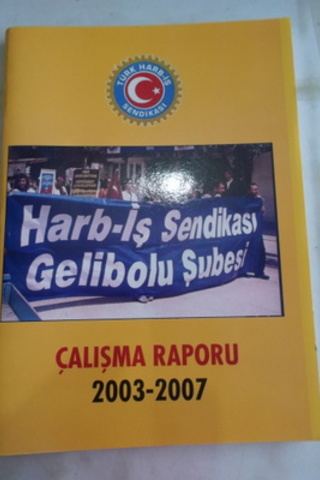 TÜRK HARB-İŞ
SENDİKASI
Harb-İş Sendikası
Gelibolu Şubesi
ÇALIŞMA RAPORU
2003-2007